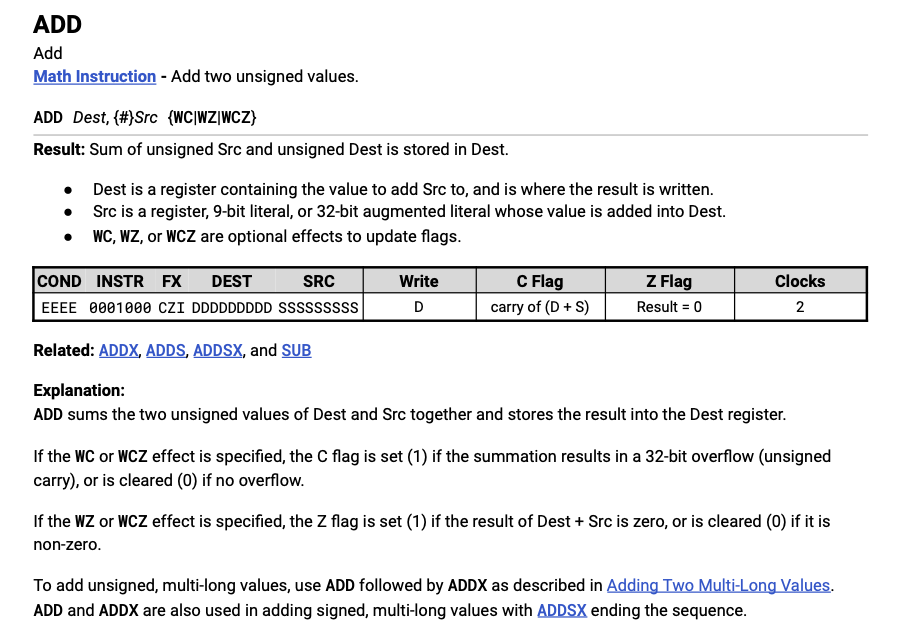 ADD
Add
Math Instruction - Add two unsigned values.
ADD Dest, {#}Src {WC|WZ|WCZ}
Result: Sum of unsigned Src and unsigned Dest is stored in Dest.
● Dest is a register containing the value to add Src to, and is where the result is written.
● Src is a register, 9-bit literal, or 32-bit augmented literal whose value is added into Dest.
● WC, WZ, or WCZ are optional effects to update flags.
COND INSTR FX DEST SRC Write C Flag Z Flag Clocks
EEEE 0001000 CZI DDDDDDDDD SSSSSSSSS D carry of (D + S) Result = 0 2
Related: ADDX, ADDS, ADDSX, and SUB
Explanation:
ADD sums the two unsigned values of Dest and Src together and stores the result into the Dest register.
If the WC or WCZ effect is specified, the C flag is set (1) if the summation results in a 32-bit overflow (unsigned
carry), or is cleared (0) if no overflow.
If the WZ or WCZ effect is specified, the Z flag is set (1) if the result of Dest + Src is zero, or is cleared (0) if it is
non-zero.
To add unsigned, multi-long values, use ADD followed by ADDX as described in Adding Two Multi-Long Values.
ADD and ADDX are also used in adding signed, multi-long values with ADDSX ending the sequence.